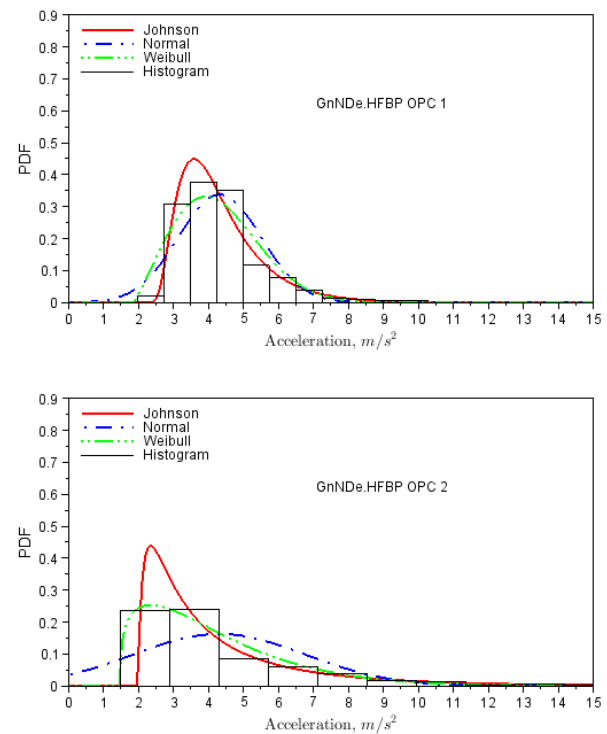 0.9
0.8
0.7
0.6
0.5
0.4
0.3
0.2
0.1
0
PDF
Johnson
Normal
Weibull
Histogram
GnNDe.HFBP OPC 1
0 1 2 3 4 5 6 7 8 9 10 11 12 13 14 15
Acceleration, m/s²
0.9
0.8
0.7
0.6
0.5
0.4
0.3
0.2
0.1
0
PDF
Johnson
Normal
Weibull
Histogram
GnNDe.HFBP OPC 2
0 1 2 3 4 5 6 7 8 9 10 11 12 13 14 15
Acceleration, m/s²